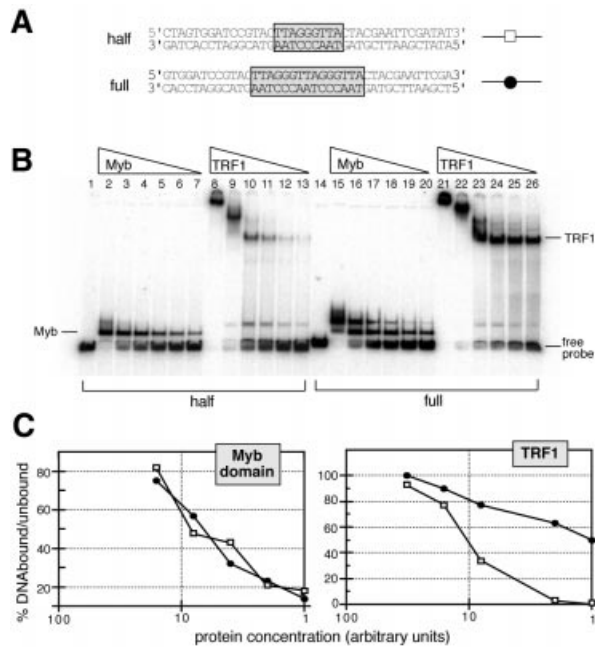 A
half
5'CTAGTGGATCCGTACTTAGGGTTACTACGAATTCGATAT3'
3'GATCACCTAGGCATGAATCCCAATGATGCTTAAGCTATA5'
full
5'GTGGATCCGTACTTAGGGTTAGGGTTACTACGAATTCGA3'
3'CACCTAGGCATGAATCCCAATCCCAATGATGCTTAAGCT5'
B
Myb TRF1 Myb TRF1
1 2 3 4 5 6 7 8 9 10 11 12 13 14 15 16 17 18 19 20 21 22 23 24 25 26
TRF1
Myb
free probe
half full
C
% DNAbound/unbound
Myb domain
80
60
40
20
100 10 1
TRF1
100
80
60
40
20
0
100 10 1
protein concentration (arbitrary units)